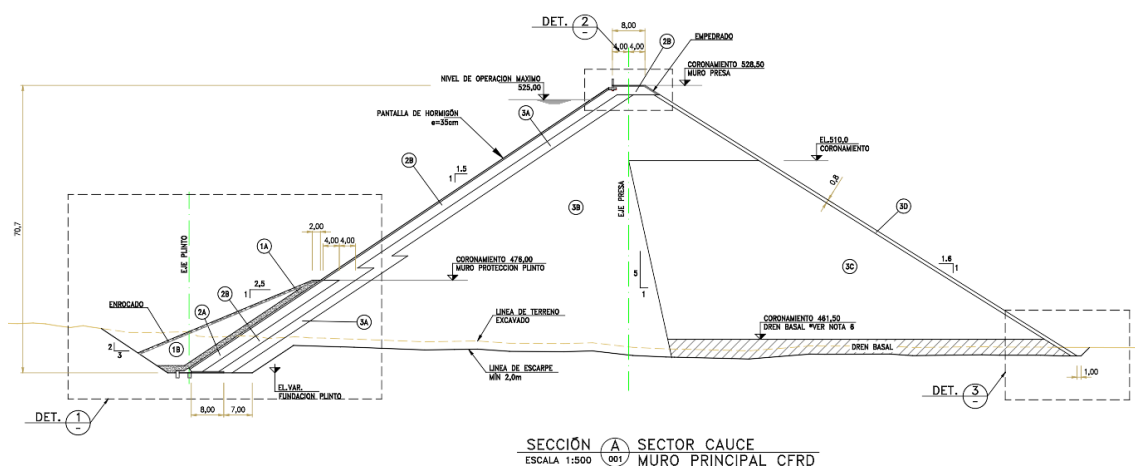 DET. 2
-
8,00
4,00 4,00
2B
EMPEDRADO
CORONAMIENTO 528,50
MURO PRESA
NIVEL DE OPERACION MAXIMO
525,00
PANTALLA DE HORMIGÓN
e=35cm
3A
2B
1.5
1
EL.510,0
CORONAMIENTO
0,8
EJE PRESA
3B
3D
70,7
EJE PLINTO
2,00
4,00 4,00
1A
CORONAMIENTO 476,00
MURO PROTECCION PLINTO
5
1
3C
1.6
1
2,5
1
ENROCADO
2B
2A
3A
LINEA DE TERRENO
EXCAVADO
CORONAMIENTO 461,50
DREN BASAL *VER NOTA 6
DREN BASAL
2
3
1B
LINEA DE ESCARPE
MÍN 2,0m
EL.VAR.
FUNDACION PLINTO
1,00
8,00
7,00
DET. 1
-
DET. 3
-
SECCIÓN A SECTOR CAUCE
ESCALA 1:500 001 MURO PRINCIPAL CFRD